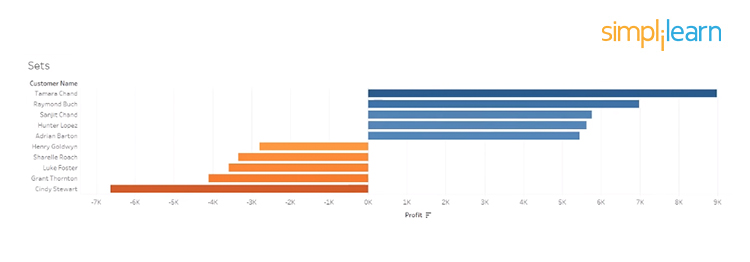 simplilearn
Sets
Customer Name
Tamara Chand
Raymond Buch
Sanjit Chand
Hunter Lopez
Adrian Barton
Henry Goldwyn
Sharelle Roach
Luke Foster
Grant Thornton
Cindy Stewart
-7K -6K -5K -4K -3K -2K -1K 0K 1K 2K 3K 4K 5K 6K 7K 8K 9K
Profit